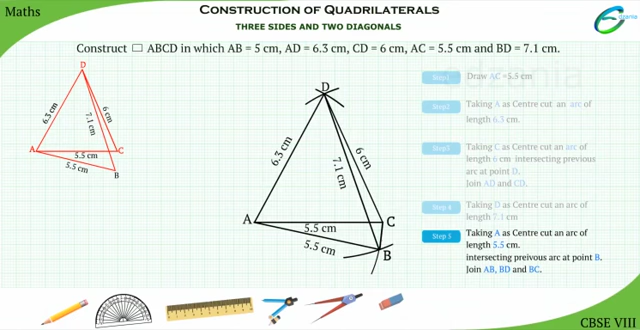 Maths
CONSTRUCTION OF QUADRILATERALS
THREE SIDES AND TWO DIAGONALS
edzenia
Construct □ ABCD in which AB = 5 cm, AD = 6.3 cm, CD = 6 cm, AC = 5.5 cm and BD = 7.1 cm.
D
6.3 cm
7.1 cm
6 cm
A
5.5 cm
C
5.5 cm
B
D
6.3 cm
7.1 cm
6 cm
A
5.5 cm
C
5.5 cm
B
Step1
Draw AC =5.5 cm
Step2
Taking A as Centre cut an arc of
length 6.3 cm.
Step3
Taking C as Centre cut an arc of
length 6 cm intersecting previous
arc at point D.
Join AD and CD.
Step 4
Taking D as Centre cut an arc of
length 7.1 cm
Step 5
Taking A as Centre cut an arc of
length 5.5 cm.
intersecting preivous arc at point B.
Join AB, BD and BC.
CBSE VIII